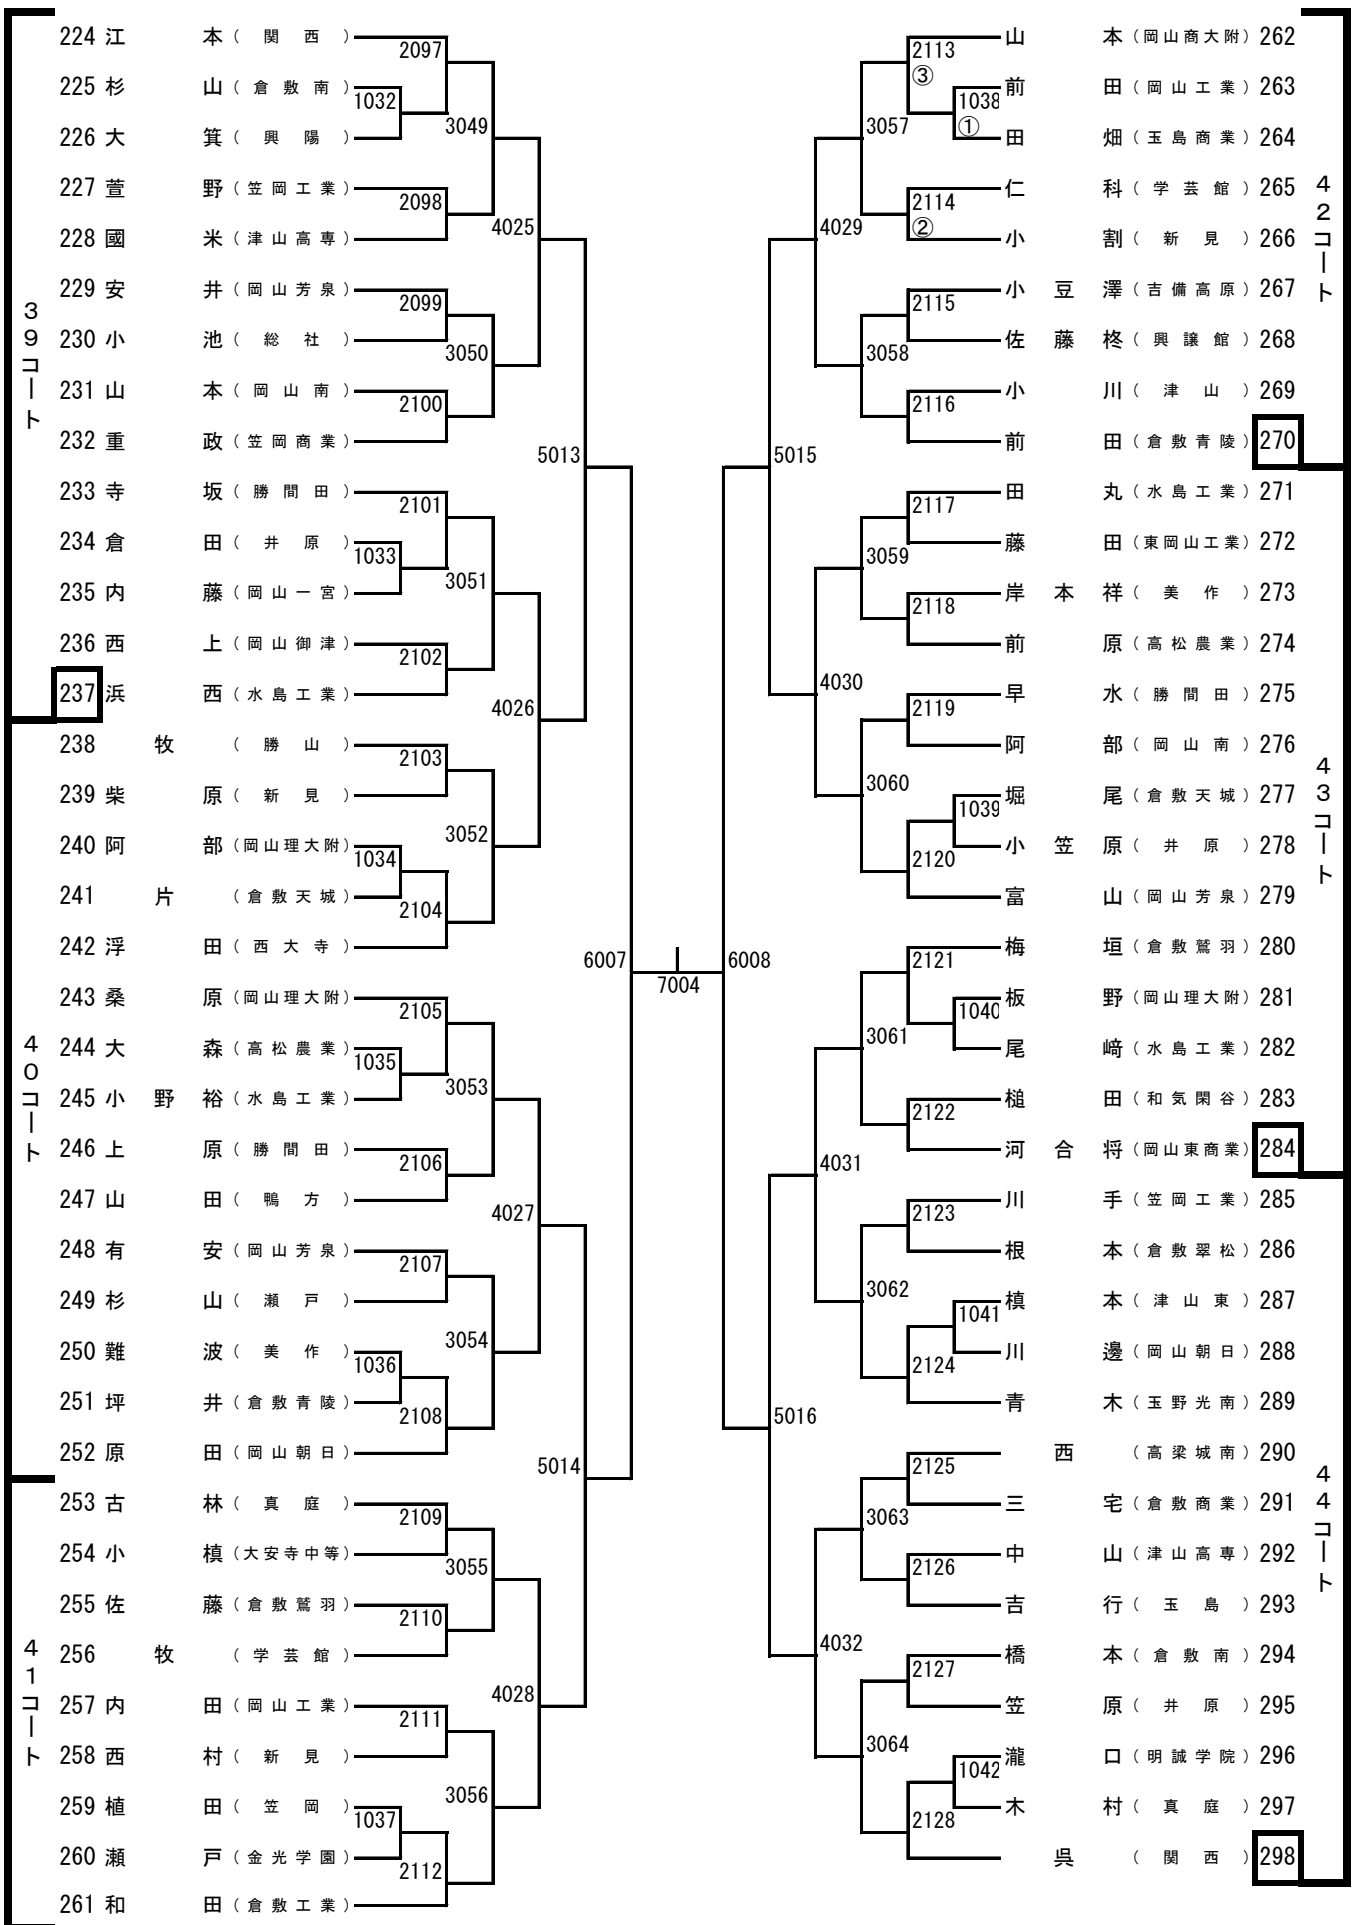 39コート
224 江本（関西）
225 杉山（倉敷南）
226 大箕（興陽）
227 萱野（笠岡工業）
228 國米（津山高専）
229 安井（岡山芳泉）
230 小池（総社）
231 山本（岡山南）
232 重政（笠岡商業）
233 寺坂（勝間田）
234 倉田（井原）
235 内藤（岡山一宮）
236 西上（岡山御津）
237 浜西（水島工業）
40コート
238 牧（勝山）
239 柴原（新見）
240 阿部（岡山理大附）
241 片（倉敷天城）
242 浮田（西大寺）
243 桑原（岡山理大附）
244 大森（高松農業）
245 小野裕（水島工業）
246 上原（勝間田）
247 山田（鴨方）
248 有安（岡山芳泉）
249 杉山（瀬戸）
250 難波（美作）
251 坪井（倉敷青陵）
252 原田（岡山朝日）
41コート
253 古林（真庭）
254 小槙（大安寺中等）
255 佐藤（倉敷鷲羽）
256 牧（学芸館）
257 内田（岡山工業）
258 西村（新見）
259 植田（笠岡）
260 瀬戸（金光学園）
261 和田（倉敷工業）
1032
1033
1034
1035
1036
1037
2097
2098
2099
2100
2101
2102
2103
2104
2105
2106
2107
2108
2109
2110
2111
2112
3049
3050
3051
3052
3053
3054
3055
3056
4025
4026
4027
4028
5013
5014
6007
7004
6008
5015
5016
4029
4030
4031
4032
3057
3058
3059
3060
3061
3062
3063
3064
2113
③
2114
②
2115
2116
2117
2118
2119
2120
2121
2122
2123
2124
2125
2126
2127
2128
1038
①
1039
1040
1041
1042
42コート
山本（岡山商大附）262
前田（岡山工業）263
田畑（玉島商業）264
仁科（学芸館）265
小割（新見）266
小豆澤（吉備高原）267
佐藤柊（興譲館）268
小川（津山）269
前田（倉敷青陵）270
43コート
田丸（水島工業）271
藤田（東岡山工業）272
岸本祥（美作）273
前原（高松農業）274
早水（勝間田）275
阿部（岡山南）276
堀尾（倉敷天城）277
小笠原（井原）278
富山（岡山芳泉）279
梅垣（倉敷鷲羽）280
板野（岡山理大附）281
尾﨑（水島工業）282
槌田（和気閑谷）283
河合将（岡山東商業）284
44コート
川手（笠岡工業）285
根本（倉敷翠松）286
槙本（津山東）287
川邊（岡山朝日）288
青木（玉野光南）289
西（高梁城南）290
三宅（倉敷商業）291
中山（津山高専）292
吉行（玉島）293
橋本（倉敷南）294
笠原（井原）295
瀧口（明誠学院）296
木村（真庭）297
呉（関西）298